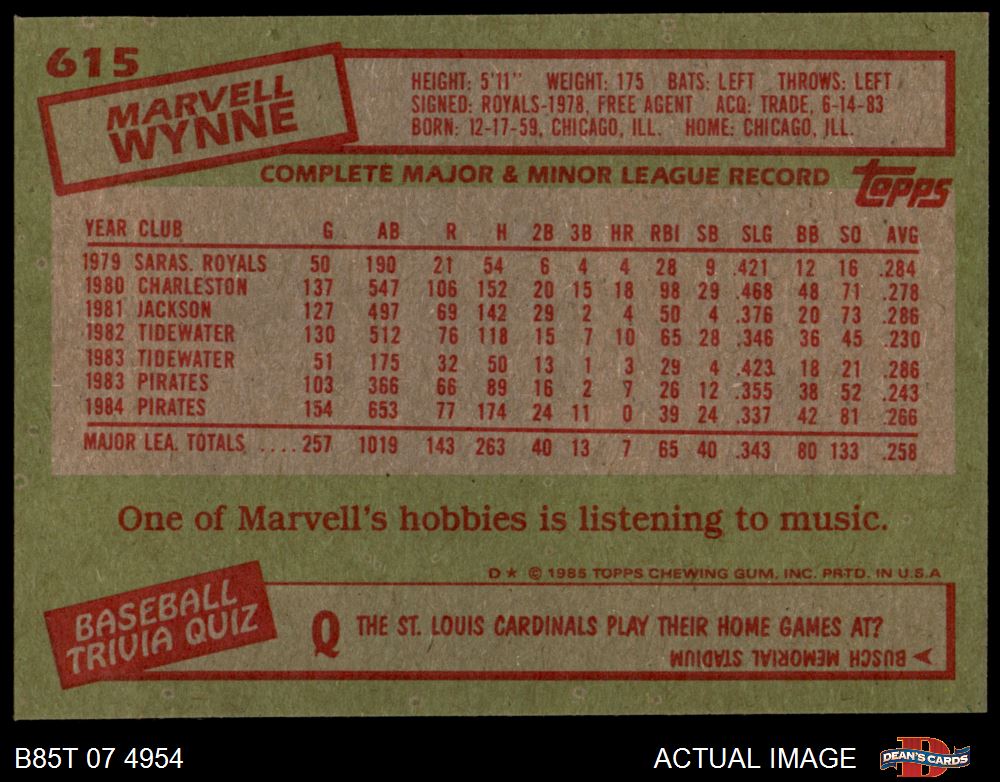 615
MARVELL
WYNNE
HEIGHT: 5'11" WEIGHT: 175 BATS: LEFT THROWS: LEFT
SIGNED: ROYALS-1978, FREE AGENT ACQ: TRADE, 6-14-83
BORN: 12-17-59, CHICAGO, ILL. HOME: CHICAGO, ILL.
COMPLETE MAJOR & MINOR LEAGUE RECORD
topps
YEAR CLUB G AB R H 2B 3B HR RBI SB SLG BB SO AVG
1979 SARAS. ROYALS 50 190 21 54 6 4 4 28 9 .421 12 16 .284
1980 CHARLESTON 137 547 106 152 20 15 18 98 29 .468 48 71 .278
1981 JACKSON 127 497 69 142 29 2 4 50 4 .376 20 73 .286
1982 TIDEWATER 130 512 76 118 15 7 10 65 28 .346 36 45 .230
1983 TIDEWATER 51 175 32 50 13 1 3 29 4 .423 18 21 .286
1983 PIRATES 103 366 66 89 16 2 7 26 12 .355 38 52 .243
1984 PIRATES 154 653 77 174 24 11 0 39 24 .337 42 81 .266
MAJOR LEA. TOTALS .... 257 1019 143 263 40 13 7 65 40 .343 80 133 .258
One of Marvell's hobbies is listening to music.
D★ © 1985 TOPPS CHEWING GUM, INC. PRTD. IN U.S.A
BASEBALL
TRIVIA QUIZ
Q THE ST. LOUIS CARDINALS PLAY THEIR HOME GAMES AT?
BUSCH MEMORIAL STADIUM
B85T 07 4954
ACTUAL IMAGE
DEAN'S CARDS